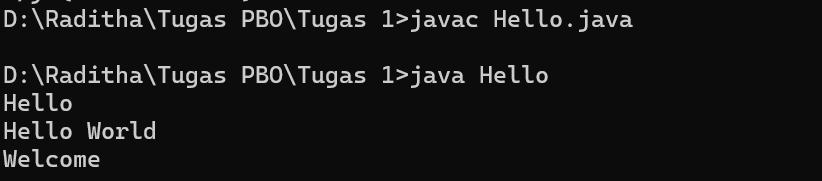 D:\Raditha\Tugas PBO\Tugas 1>javac Hello.java
D:\Raditha\Tugas PBO\Tugas 1>java Hello
Hello
Hello World
Welcome